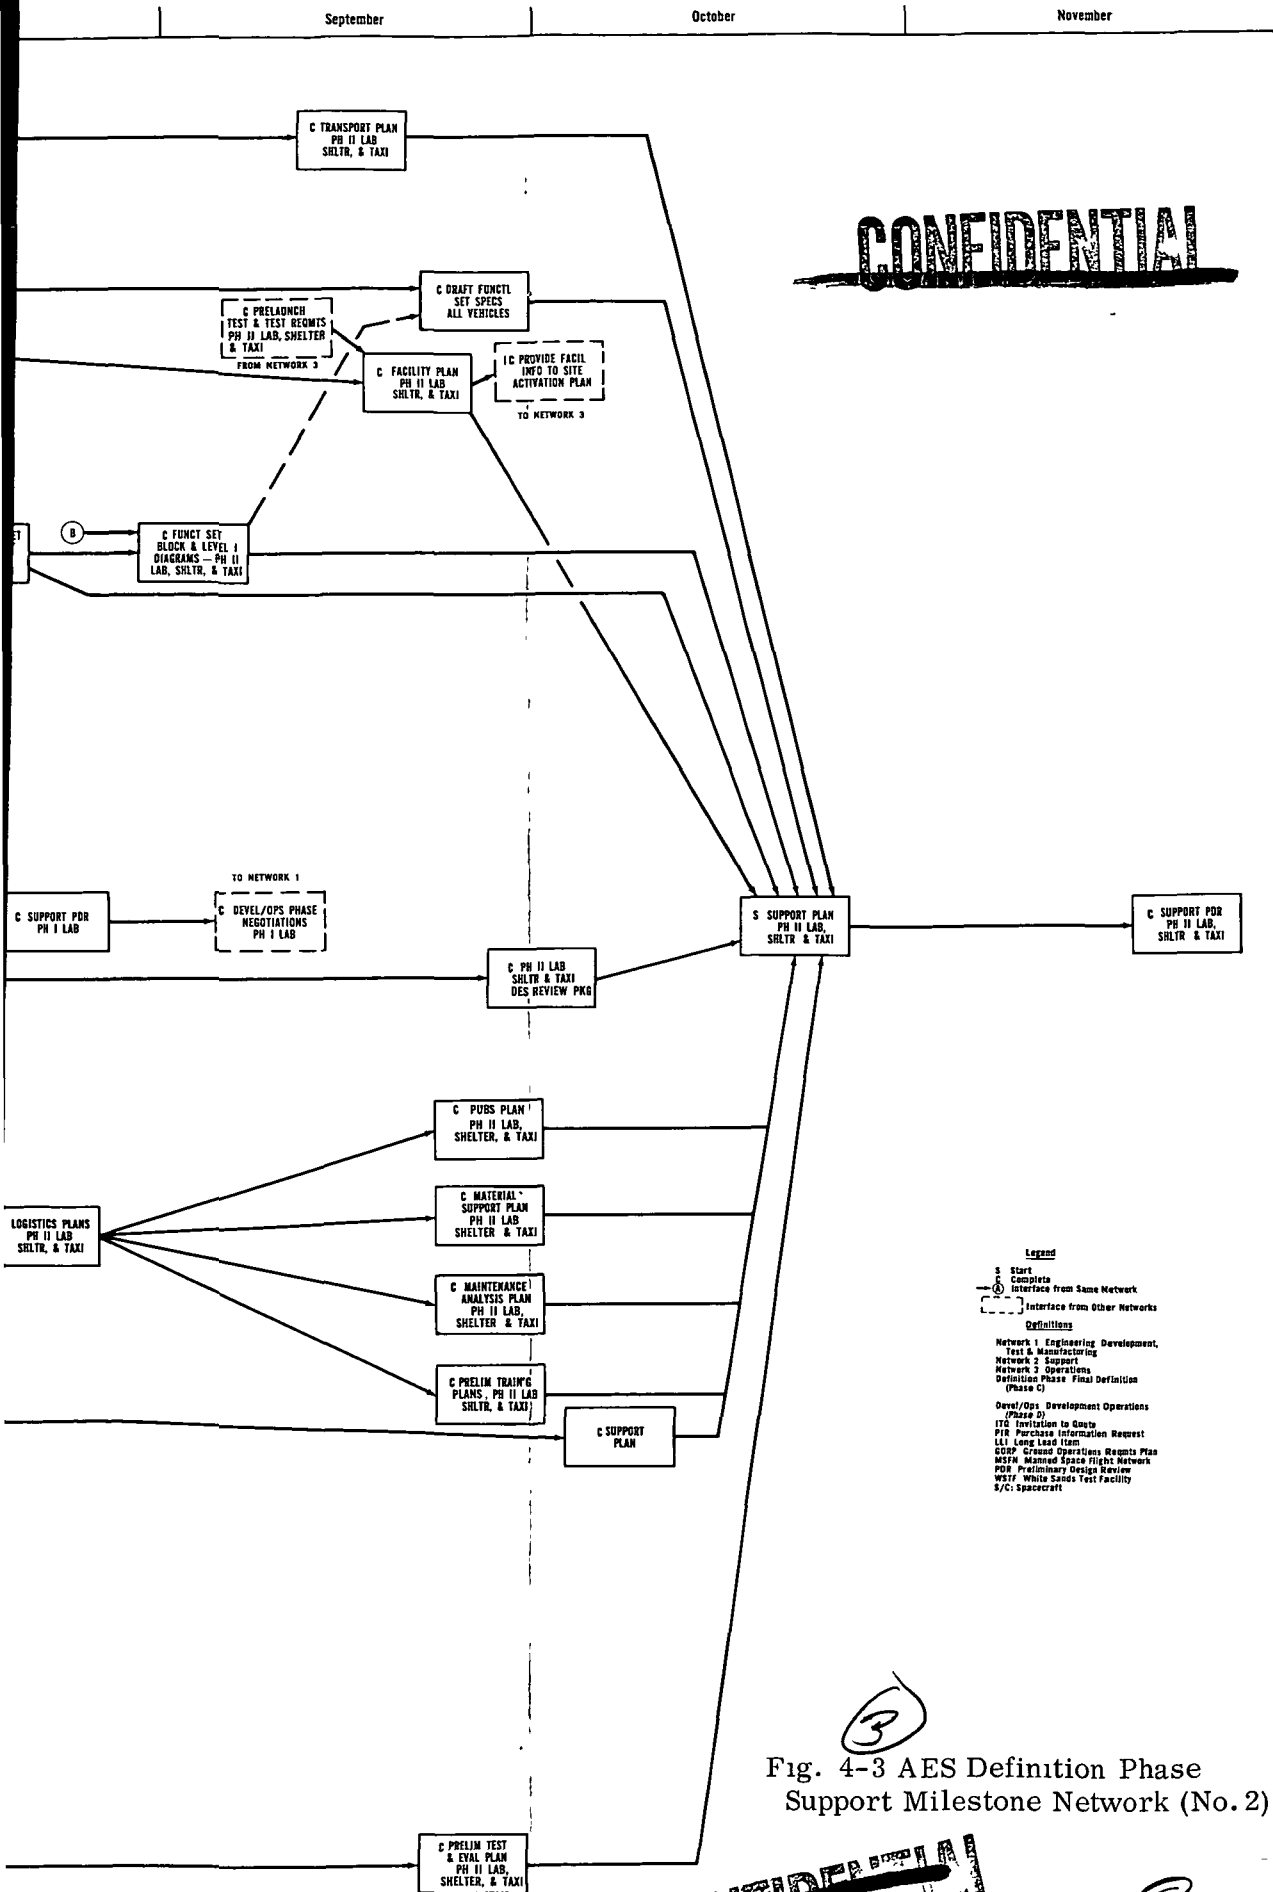 September
October
November
C TRANSPORT PLAN
PH II LAB
SHLTR, & TAXI
CONFIDENTIAL
C DRAFT FUNCTL
SET SPECS
ALL VEHICLES
C PRELAUNCH
TEST & TEST REQMTS
PH II LAB, SHELTER
& TAXI
FROM NETWORK 3
C FACILITY PLAN
PH II LAB
SHLTR, & TAXI
C PROVIDE FACIL
INFO TO SITE
ACTIVATION PLAN
TO NETWORK 3
ET
B
C FUNCT SET
BLOCK & LEVEL I
DIAGRAMS — PH II
LAB, SHLTR, & TAXI
TO NETWORK 1
C SUPPORT PDR
PH I LAB
C DEVEL/OPS PHASE
NEGOTIATIONS
PH I LAB
S SUPPORT PLAN
PH II LAB,
SHLTR & TAXI
C SUPPORT PDR
PH II LAB,
SHLTR & TAXI
C PH II LAB
SHLTR & TAXI
DES REVIEW PKG
C PUBS PLAN
PH II LAB,
SHELTER, & TAXI
C MATERIAL
SUPPORT PLAN
PH II LAB
SHELTER & TAXI
LOGISTICS PLANS
PH II LAB
SHLTR, & TAXI
C MAINTENANCE
ANALYSIS PLAN
PH II LAB,
SHELTER & TAXI
C PRELIM TRAIN'G
PLANS, PH II LAB
SHLTR, & TAXI
C SUPPORT
PLAN
Legend
S Start
C Complete
A Interface from Same Network
Interface from Other Networks
Definitions
Network 1 Engineering Development,
Test & Manufacturing
Network 2 Support
Network 3 Operations
Definition Phase Final Definition
(Phase C)
Devel/Ops Development Operations
(Phase D)
ITQ Invitation to Quote
PIR Purchase Information Request
LLI Long Lead Item
GORP Ground Operations Reqmts Plan
MSFN Manned Space Flight Network
PDR Preliminary Design Review
WSTF White Sands Test Facility
S/C: Spacecraft
3
Fig. 4-3 AES Definition Phase
Support Milestone Network (No. 2)
C PRELIM TEST
& EVAL PLAN
PH II LAB,
SHELTER, & TAXI